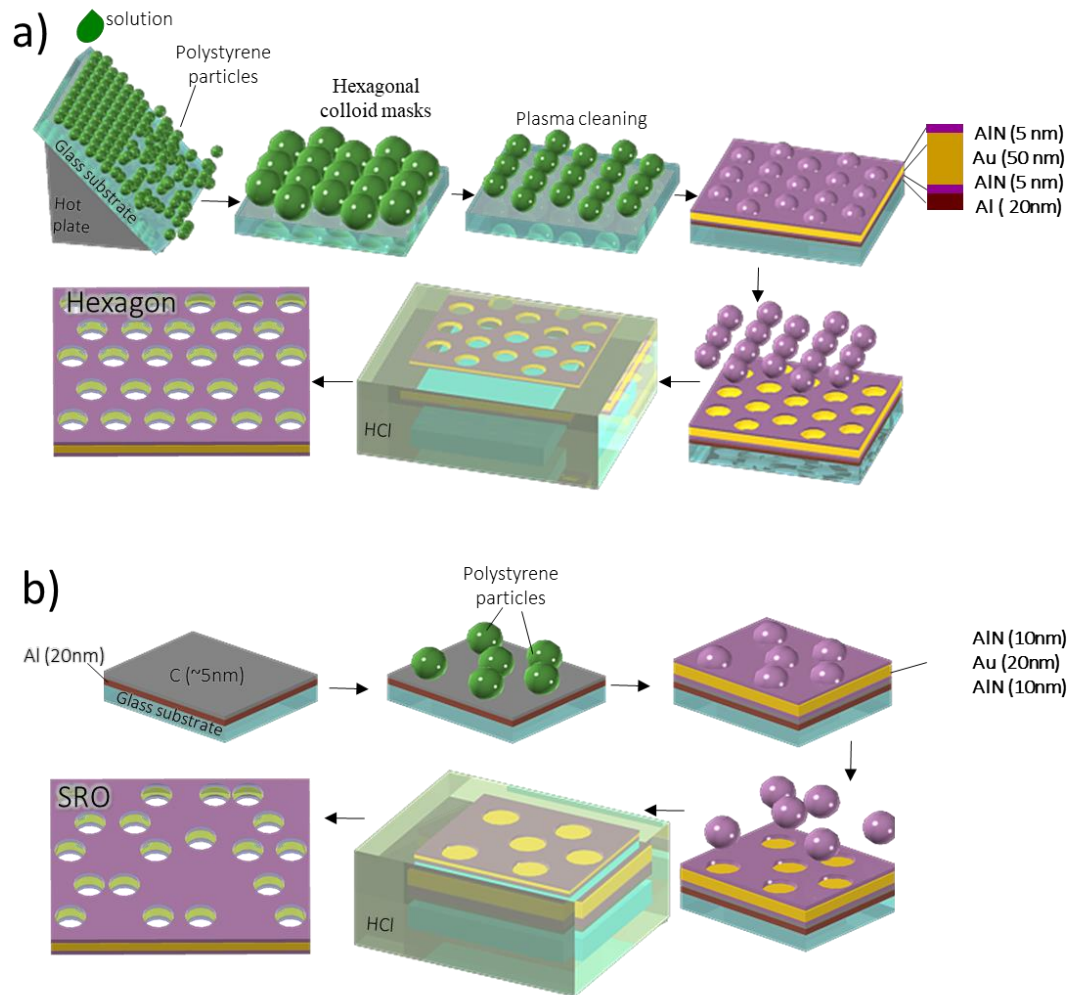 a)
solution
Polystyrene
particles
Glass substrate
Hot
plate
Hexagonal
colloid masks
Plasma cleaning
AlN (5 nm)
Au (50 nm)
AlN (5 nm)
Al ( 20nm)
Hexagon
HCl
b)
Al (20nm)
C (~5nm)
Glass substrate
Polystyrene
particles
AlN (10nm)
Au (20nm)
AlN (10nm)
SRO
HCl